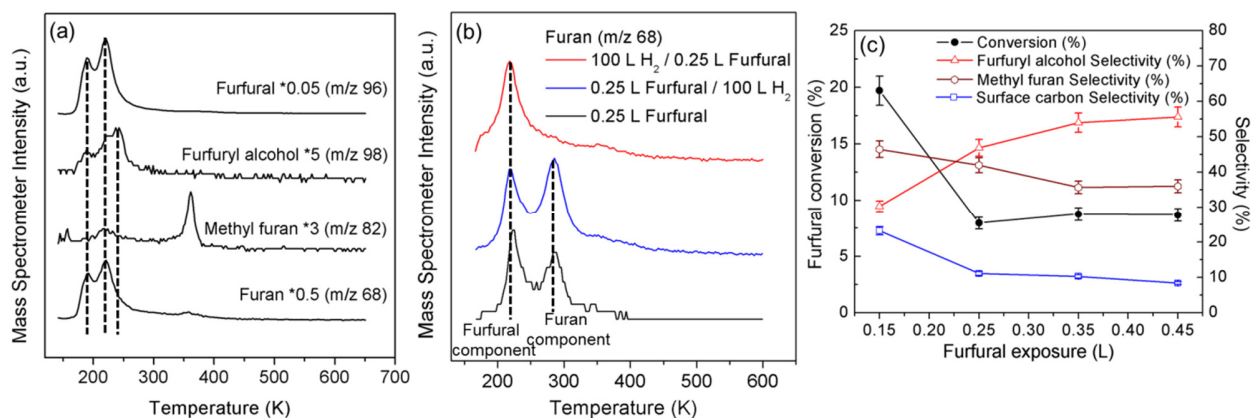 (a)
Mass Spectrometer Intensity (a.u.)
Furfural *0.05 (m/z 96)
Furfuryl alcohol *5 (m/z 98)
Methyl furan *3 (m/z 82)
Furan *0.5 (m/z 68)
200 300 400 500 600 700
Temperature (K)
(b)
Mass Spectrometer Intensity (a.u.)
Furan (m/z 68)
100 L H2 / 0.25 L Furfural
0.25 L Furfural / 100 L H2
0.25 L Furfural
Furfural
component
Furan
component
200 300 400 500 600
Temperature (K)
(c)
Conversion (%)
Furfuryl alcohol Selectivity (%)
Methyl furan Selectivity (%)
Surface carbon Selectivity (%)
Furfural conversion (%)
25
20
15
10
5
0
Selectivity (%)
80
70
60
50
40
30
20
10
0
0.15 0.20 0.25 0.30 0.35 0.40 0.45
Furfural exposure (L)